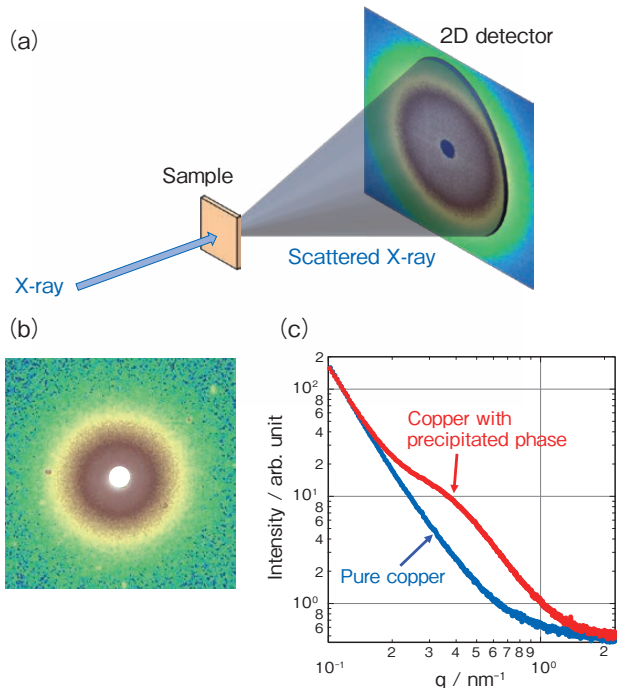 (a)
2D detector
Sample
X-ray
Scattered X-ray
(b)
(c)
Intensity / arb. unit
2
10²
8
6
4
2
10¹
8
6
4
2
10⁰
8
6
Copper with
precipitated phase
Pure copper
2 3 4 5 6 7 8 9 2
10⁻¹ 10⁰
q / nm⁻¹